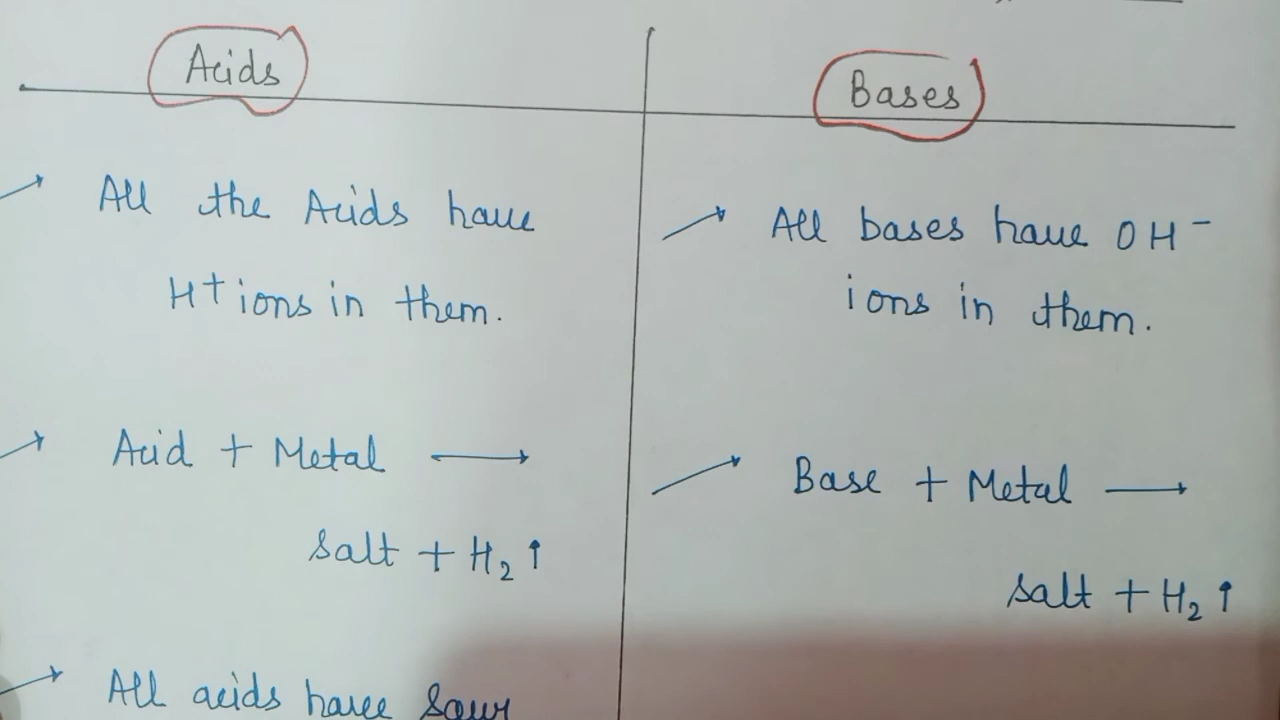 Acids
All the Acids have
H+ ions in them.
Acid + Metal ⟶
Salt + H₂ ↑
All acids have Sour
Bases
All bases have OH⁻
ions in them.
Base + Metal ⟶
Salt + H₂ ↑